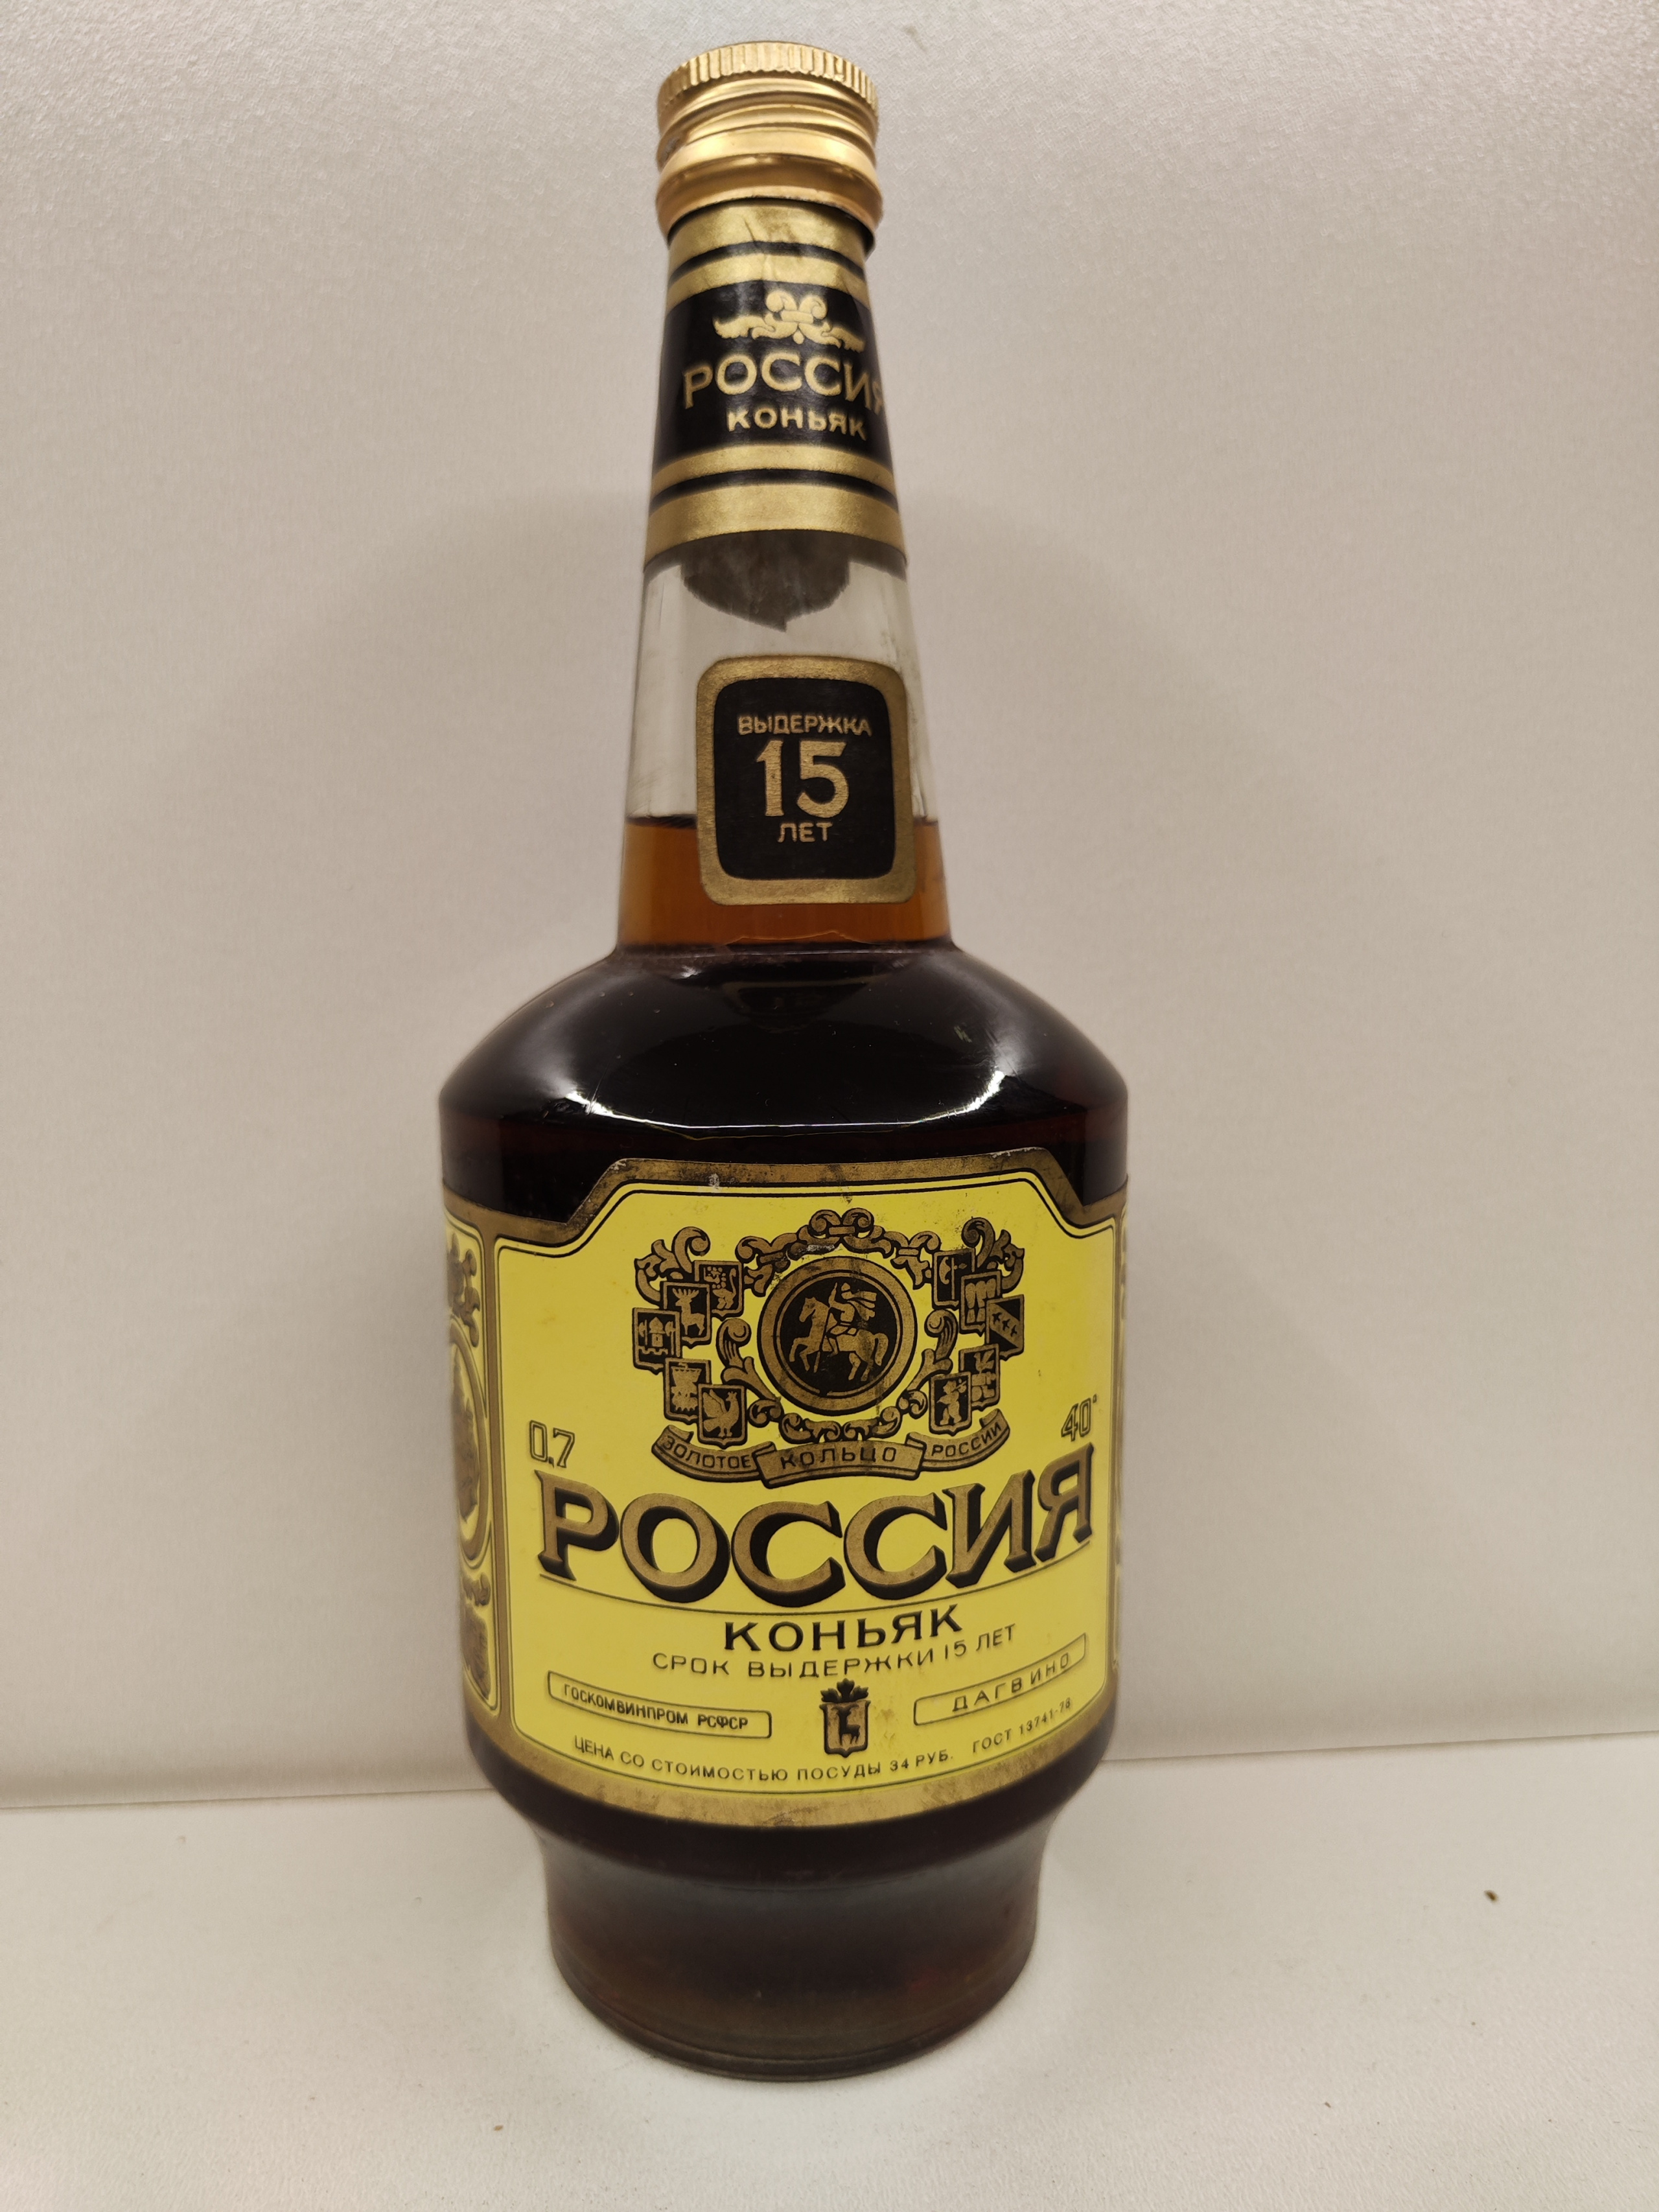 РОССИЯ
КОНЬЯК
ВЫДЕРЖКА
15
ЛЕТ
0,7
40°
ЗОЛОТОЕ КОЛЬЦО РОССИИ
РОССИЯ
КОНЬЯК
СРОК ВЫДЕРЖКИ 15 ЛЕТ
ГОСКОМВИНПРОМ РСФСР
ДАГВИНО
ЦЕНА СО СТОИМОСТЬЮ ПОСУДЫ 34 РУБ. ГОСТ 13741-78